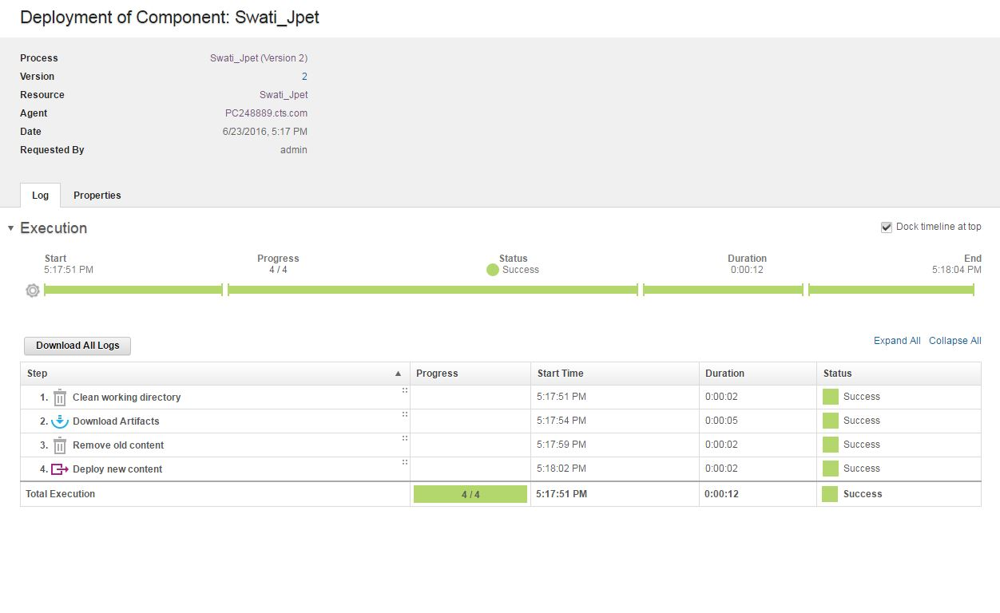 Deployment of Component: Swati_Jpet
Process Swati_Jpet (Version 2)
Version 2
Resource Swati_Jpet
Agent PC248889.cts.com
Date 6/23/2016, 5:17 PM
Requested By admin
Log Properties
Execution Dock timeline at top
Start Progress Status Duration End
5:17:51 PM 4 / 4 Success 0:00:12 5:18:04 PM
Download All Logs Expand All Collapse All
Step Progress Start Time Duration Status
1. Clean working directory 5:17:51 PM 0:00:02 Success
2. Download Artifacts 5:17:54 PM 0:00:05 Success
3. Remove old content 5:17:59 PM 0:00:02 Success
4. Deploy new content 5:18:02 PM 0:00:02 Success
Total Execution 4 / 4 5:17:51 PM 0:00:12 Success